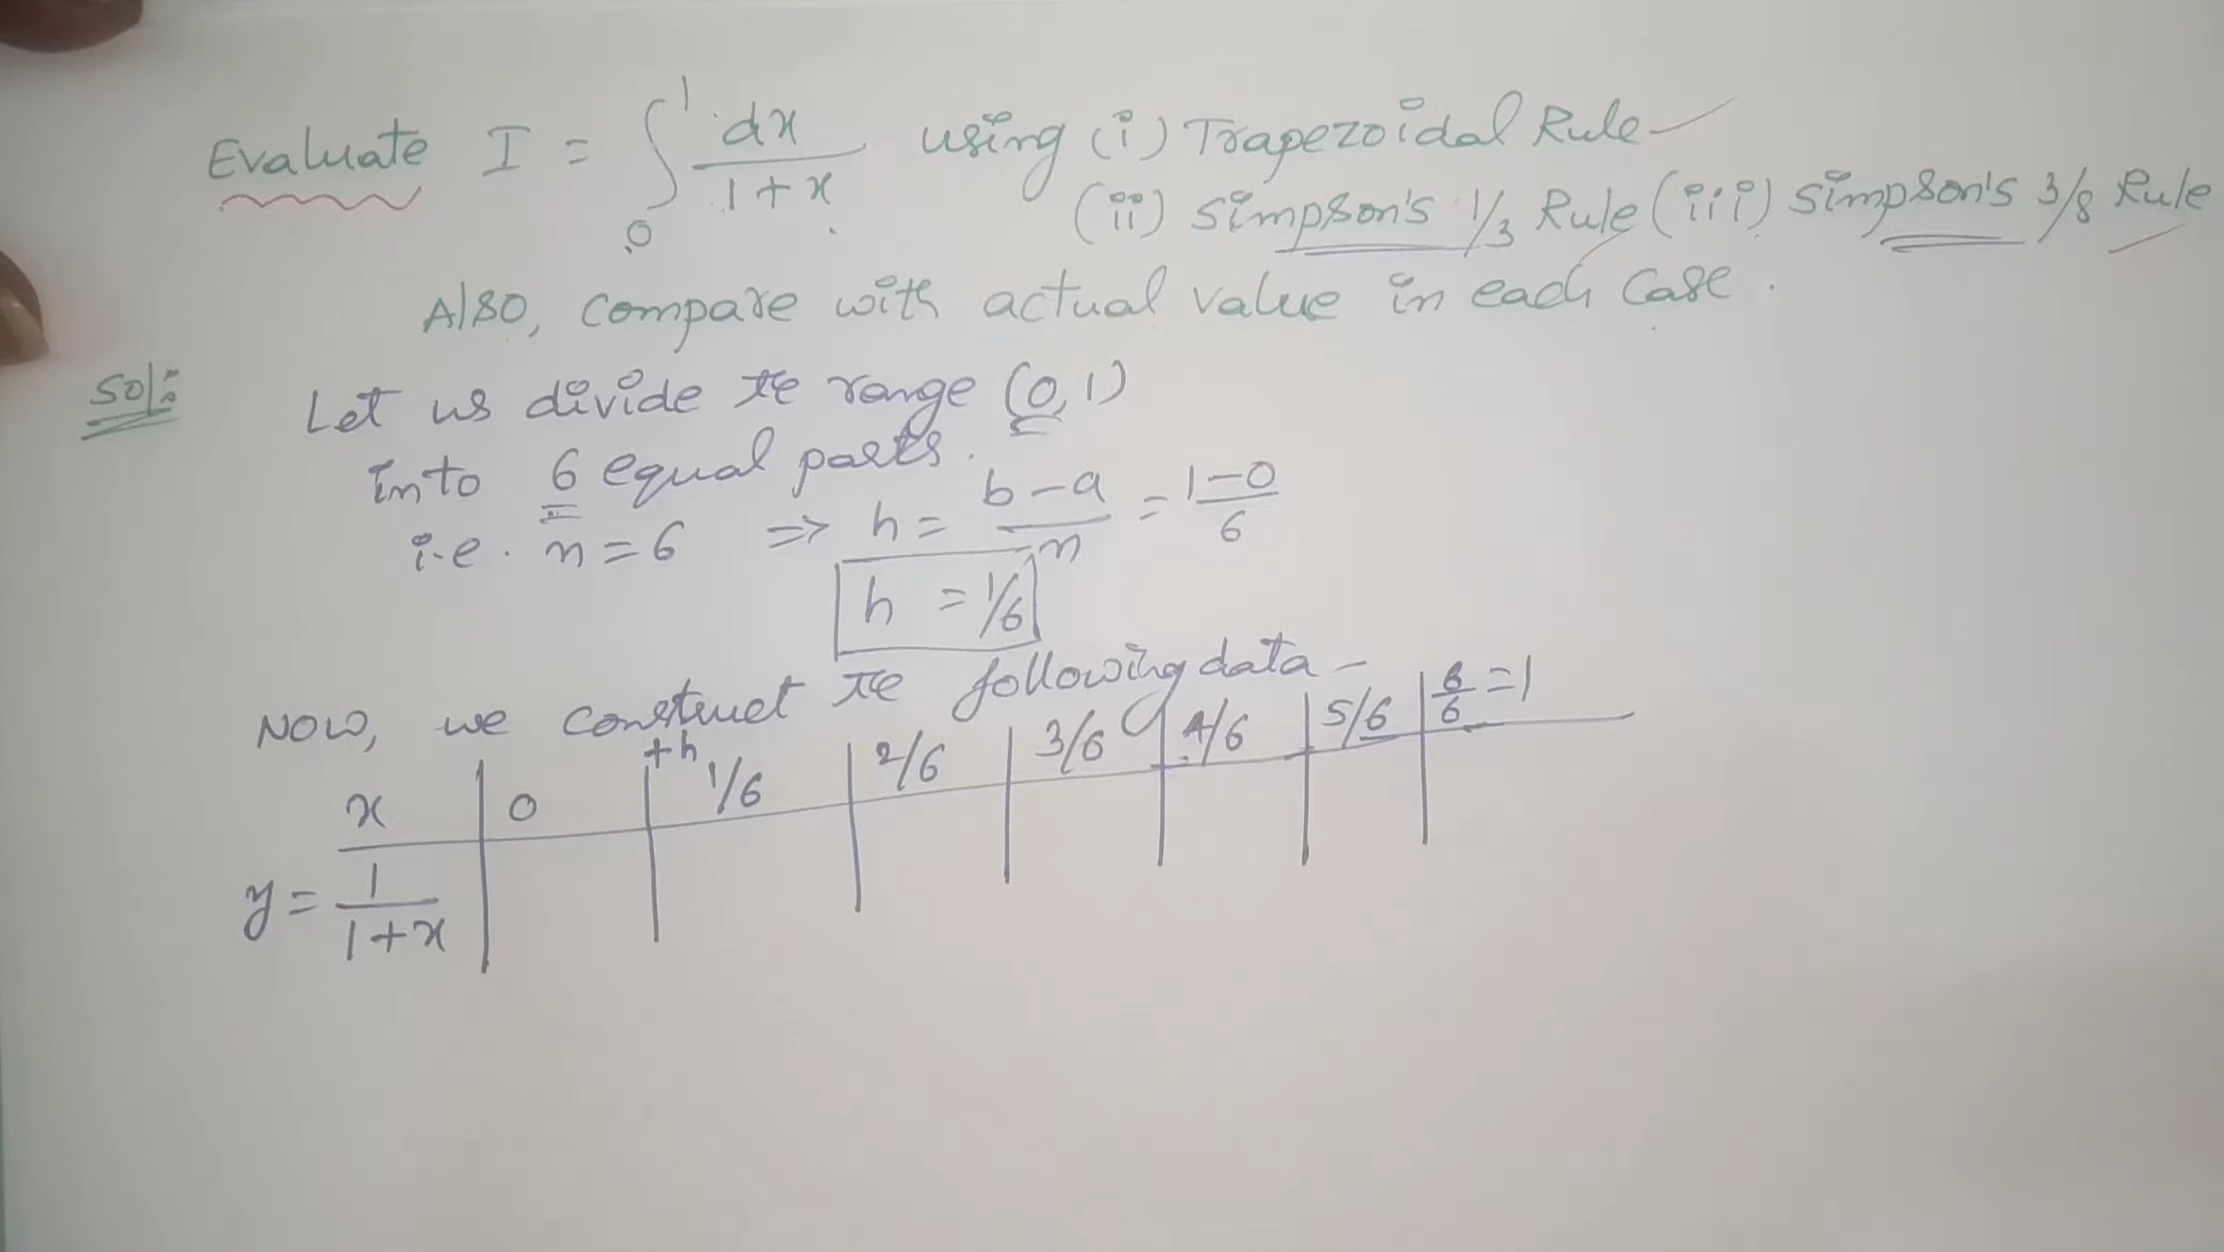 Evaluate I = ∫₀¹ dx/(1+x) using (i) Trapezoidal Rule
(ii) Simpson's 1/3 Rule (iii) Simpson's 3/8 Rule
Also, compare with actual value in each case.
Sol:
Let us divide the range (0,1)
into 6 equal parts.
i.e. n=6 => h = (b-a)/n = (1-0)/6
h = 1/6
Now, we construct the following data-
x | 0 | +h 1/6 | 2/6 | 3/6 | 4/6 | 5/6 | 6/6 = 1
y = 1/(1+x)